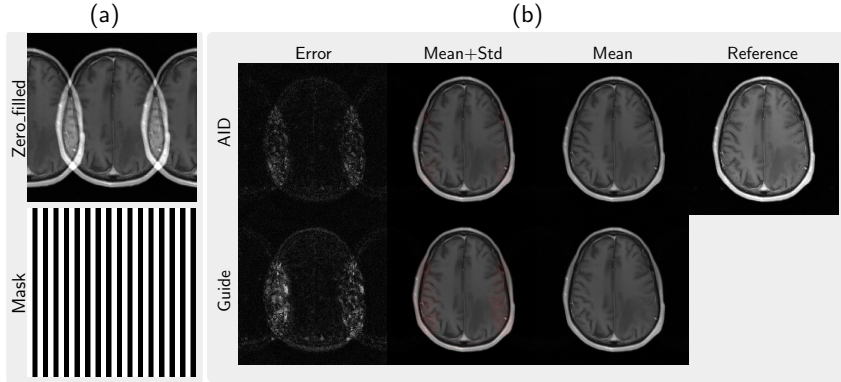 (a)
(b)
Zero_filled
Mask
Error
Mean+Std
Mean
Reference
AID
Guide